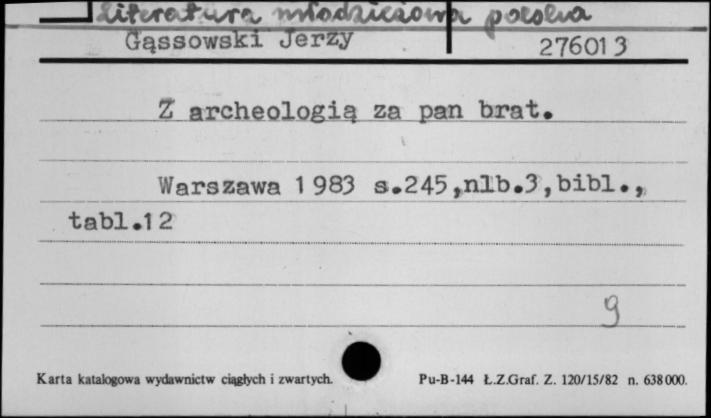 literatura młodzieżowa polska
Gąssowski Jerzy 276013
Z archeologią za pan brat.
Warszawa 1983 s.245,nlb.3,bibl.,
tabl.12
9
Karta katalogowa wydawnictw ciągłych i zwartych. Pu-B-144 Ł.Z.Graf. Z. 120/15/82 n. 638000.